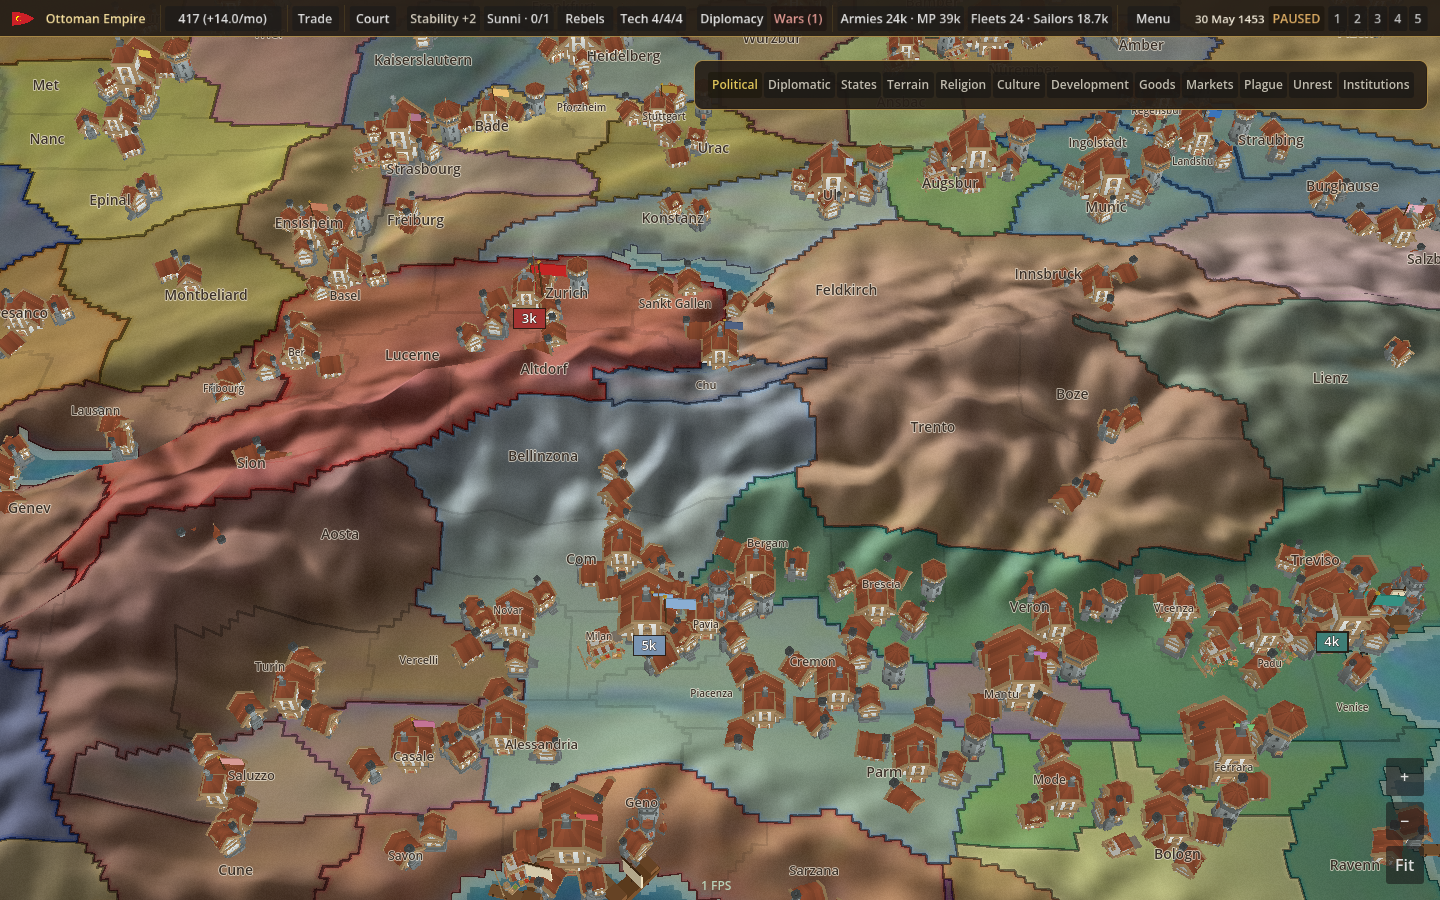 Ottoman Empire 417 (+14.0/mo) Trade Court Stability +2 Sunni · 0/1 Rebels Tech 4/4/4 Diplomacy Wars (1) Armies 24k · MP 39k Fleets 24 · Sailors 18.7k Menu 30 May 1453 PAUSED 1 2 3 4 5
Political Diplomatic States Terrain Religion Culture Development Goods Markets Plague Unrest Institutions
Kaiserslautern
Heidelberg
Wurzbur
Amber
Met
Pforzheim
Stuttgart
Regensbu
Nanc
Bade
Urac
Ingolstadt
Landshu
Straubing
Strasbourg
Augsbur
Burghause
Epinal
Ul
Munic
Ensisheim
Freiburg
Konstanz
Salzb
Montbeliard
Basel
Zurich
Sankt Gallen
Feldkirch
Innsbruck
esanco
3k
Ber
Lucerne
Altdorf
Chu
Fribourg
Lienz
Lausann
Boze
Trento
Sion
Bellinzona
Genev
Aosta
Com
Bergam
Treviso
Brescia
Novar
Pavia
Veron
Vicenza
Milan
5k
4k
Turin
Vercelli
Cremon
Padu
Piacenza
Mantu
Venice
Casale
Alessandria
Saluzzo
Parm
Mode
Ferrara
+
Geno
−
Savon
Bologn
Cune
Sarzana
Ravenn
Fit
1 FPS